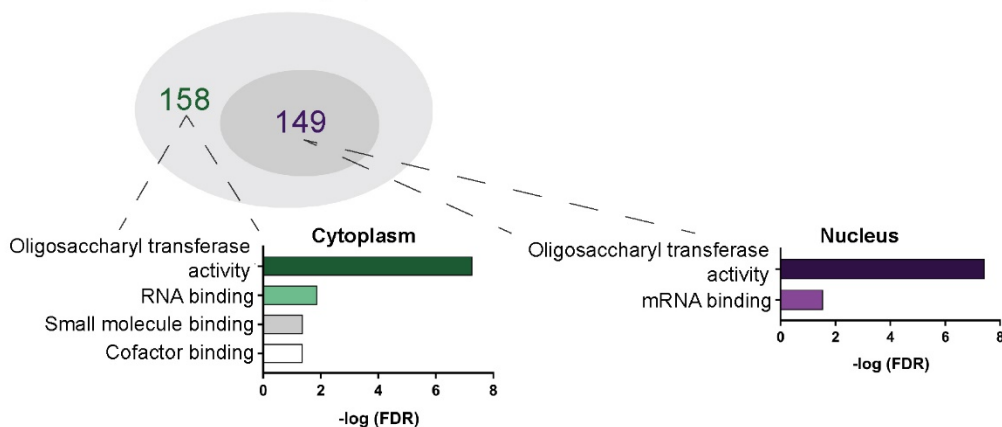 158
149
Cytoplasm
Oligosaccharyl transferase
activity
RNA binding
Small molecule binding
Cofactor binding
0 2 4 6 8
-log (FDR)
Nucleus
Oligosaccharyl transferase
activity
mRNA binding
0 2 4 6 8
-log (FDR)